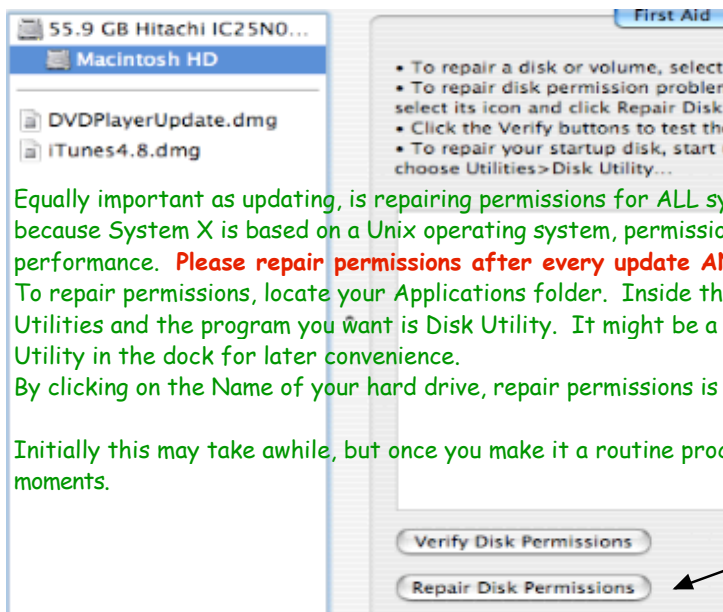 55.9 GB Hitachi IC25N0...
Macintosh HD
DVDPlayerUpdate.dmg
iTunes4.8.dmg
First Aid
• To repair a disk or volume, select
• To repair disk permission problem
select its icon and click Repair Disk
• Click the Verify buttons to test the
• To repair your startup disk, start
choose Utilities>Disk Utility...
Equally important as updating, is repairing permissions for ALL sy
because System X is based on a Unix operating system, permissio
performance. Please repair permissions after every update AN
To repair permissions, locate your Applications folder. Inside th
Utilities and the program you want is Disk Utility. It might be a
Utility in the dock for later convenience.
By clicking on the Name of your hard drive, repair permissions is
Initially this may take awhile, but once you make it a routine proc
moments.
Verify Disk Permissions
Repair Disk Permissions